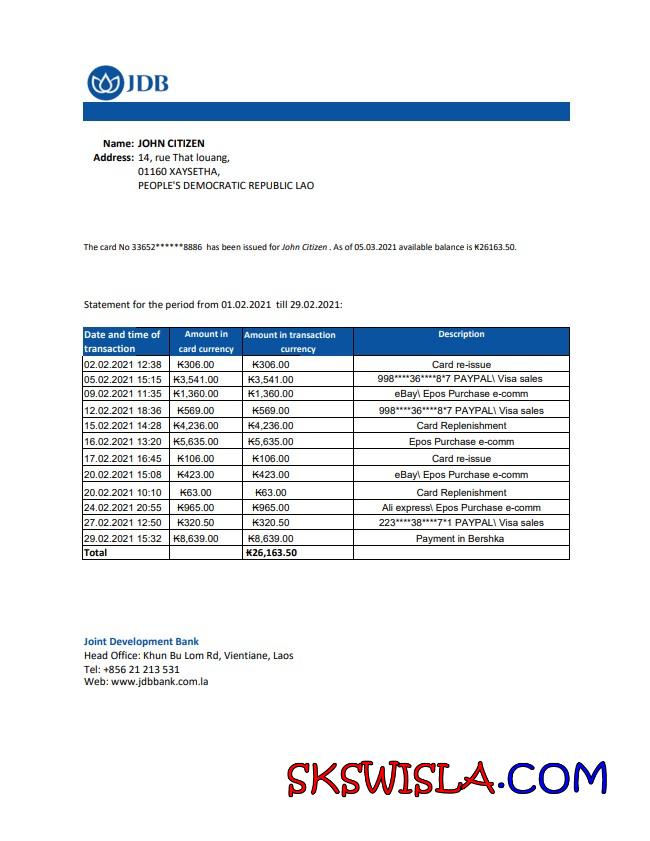 JDB
Name: JOHN CITIZEN
Address: 14, rue That louang,
01160 XAYSETHA,
PEOPLE'S DEMOCRATIC REPUBLIC LAO
The card No 33652******8886 has been issued for John Citizen . As of 05.03.2021 available balance is ₭26163.50.
Statement for the period from 01.02.2021 till 29.02.2021:
Date and time of transaction Amount in card currency Amount in transaction currency Description
02.02.2021 12:38 ₭306.00 ₭306.00 Card re-issue
05.02.2021 15:15 ₭3,541.00 ₭3,541.00 998****36****8*7 PAYPAL\ Visa sales
09.02.2021 11:35 ₭1,360.00 ₭1,360.00 eBay\ Epos Purchase e-comm
12.02.2021 18:36 ₭569.00 ₭569.00 998****36****8*7 PAYPAL\ Visa sales
15.02.2021 14:28 ₭4,236.00 ₭4,236.00 Card Replenishment
16.02.2021 13:20 ₭5,635.00 ₭5,635.00 Epos Purchase e-comm
17.02.2021 16:45 ₭106.00 ₭106.00 Card re-issue
20.02.2021 15:08 ₭423.00 ₭423.00 eBay\ Epos Purchase e-comm
20.02.2021 10:10 ₭63.00 ₭63.00 Card Replenishment
24.02.2021 20:55 ₭965.00 ₭965.00 Ali express\ Epos Purchase e-comm
27.02.2021 12:50 ₭320.50 ₭320.50 223****38****7*1 PAYPAL\ Visa sales
29.02.2021 15:32 ₭8,639.00 ₭8,639.00 Payment in Bershka
Total ₭26,163.50
Joint Development Bank
Head Office: Khun Bu Lom Rd, Vientiane, Laos
Tel: +856 21 213 531
Web: www.jdbbank.com.la
SKSWISLA.COM